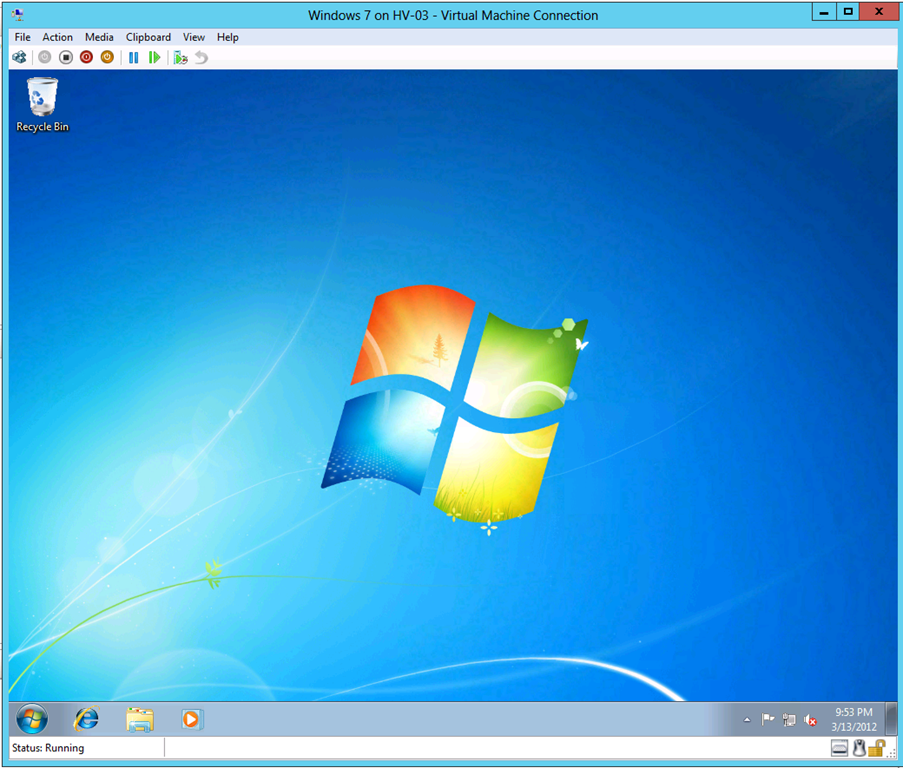 Windows 7 on HV-03 - Virtual Machine Connection
File Action Media Clipboard View Help
Recycle Bin
9:53 PM
3/13/2012
Status: Running